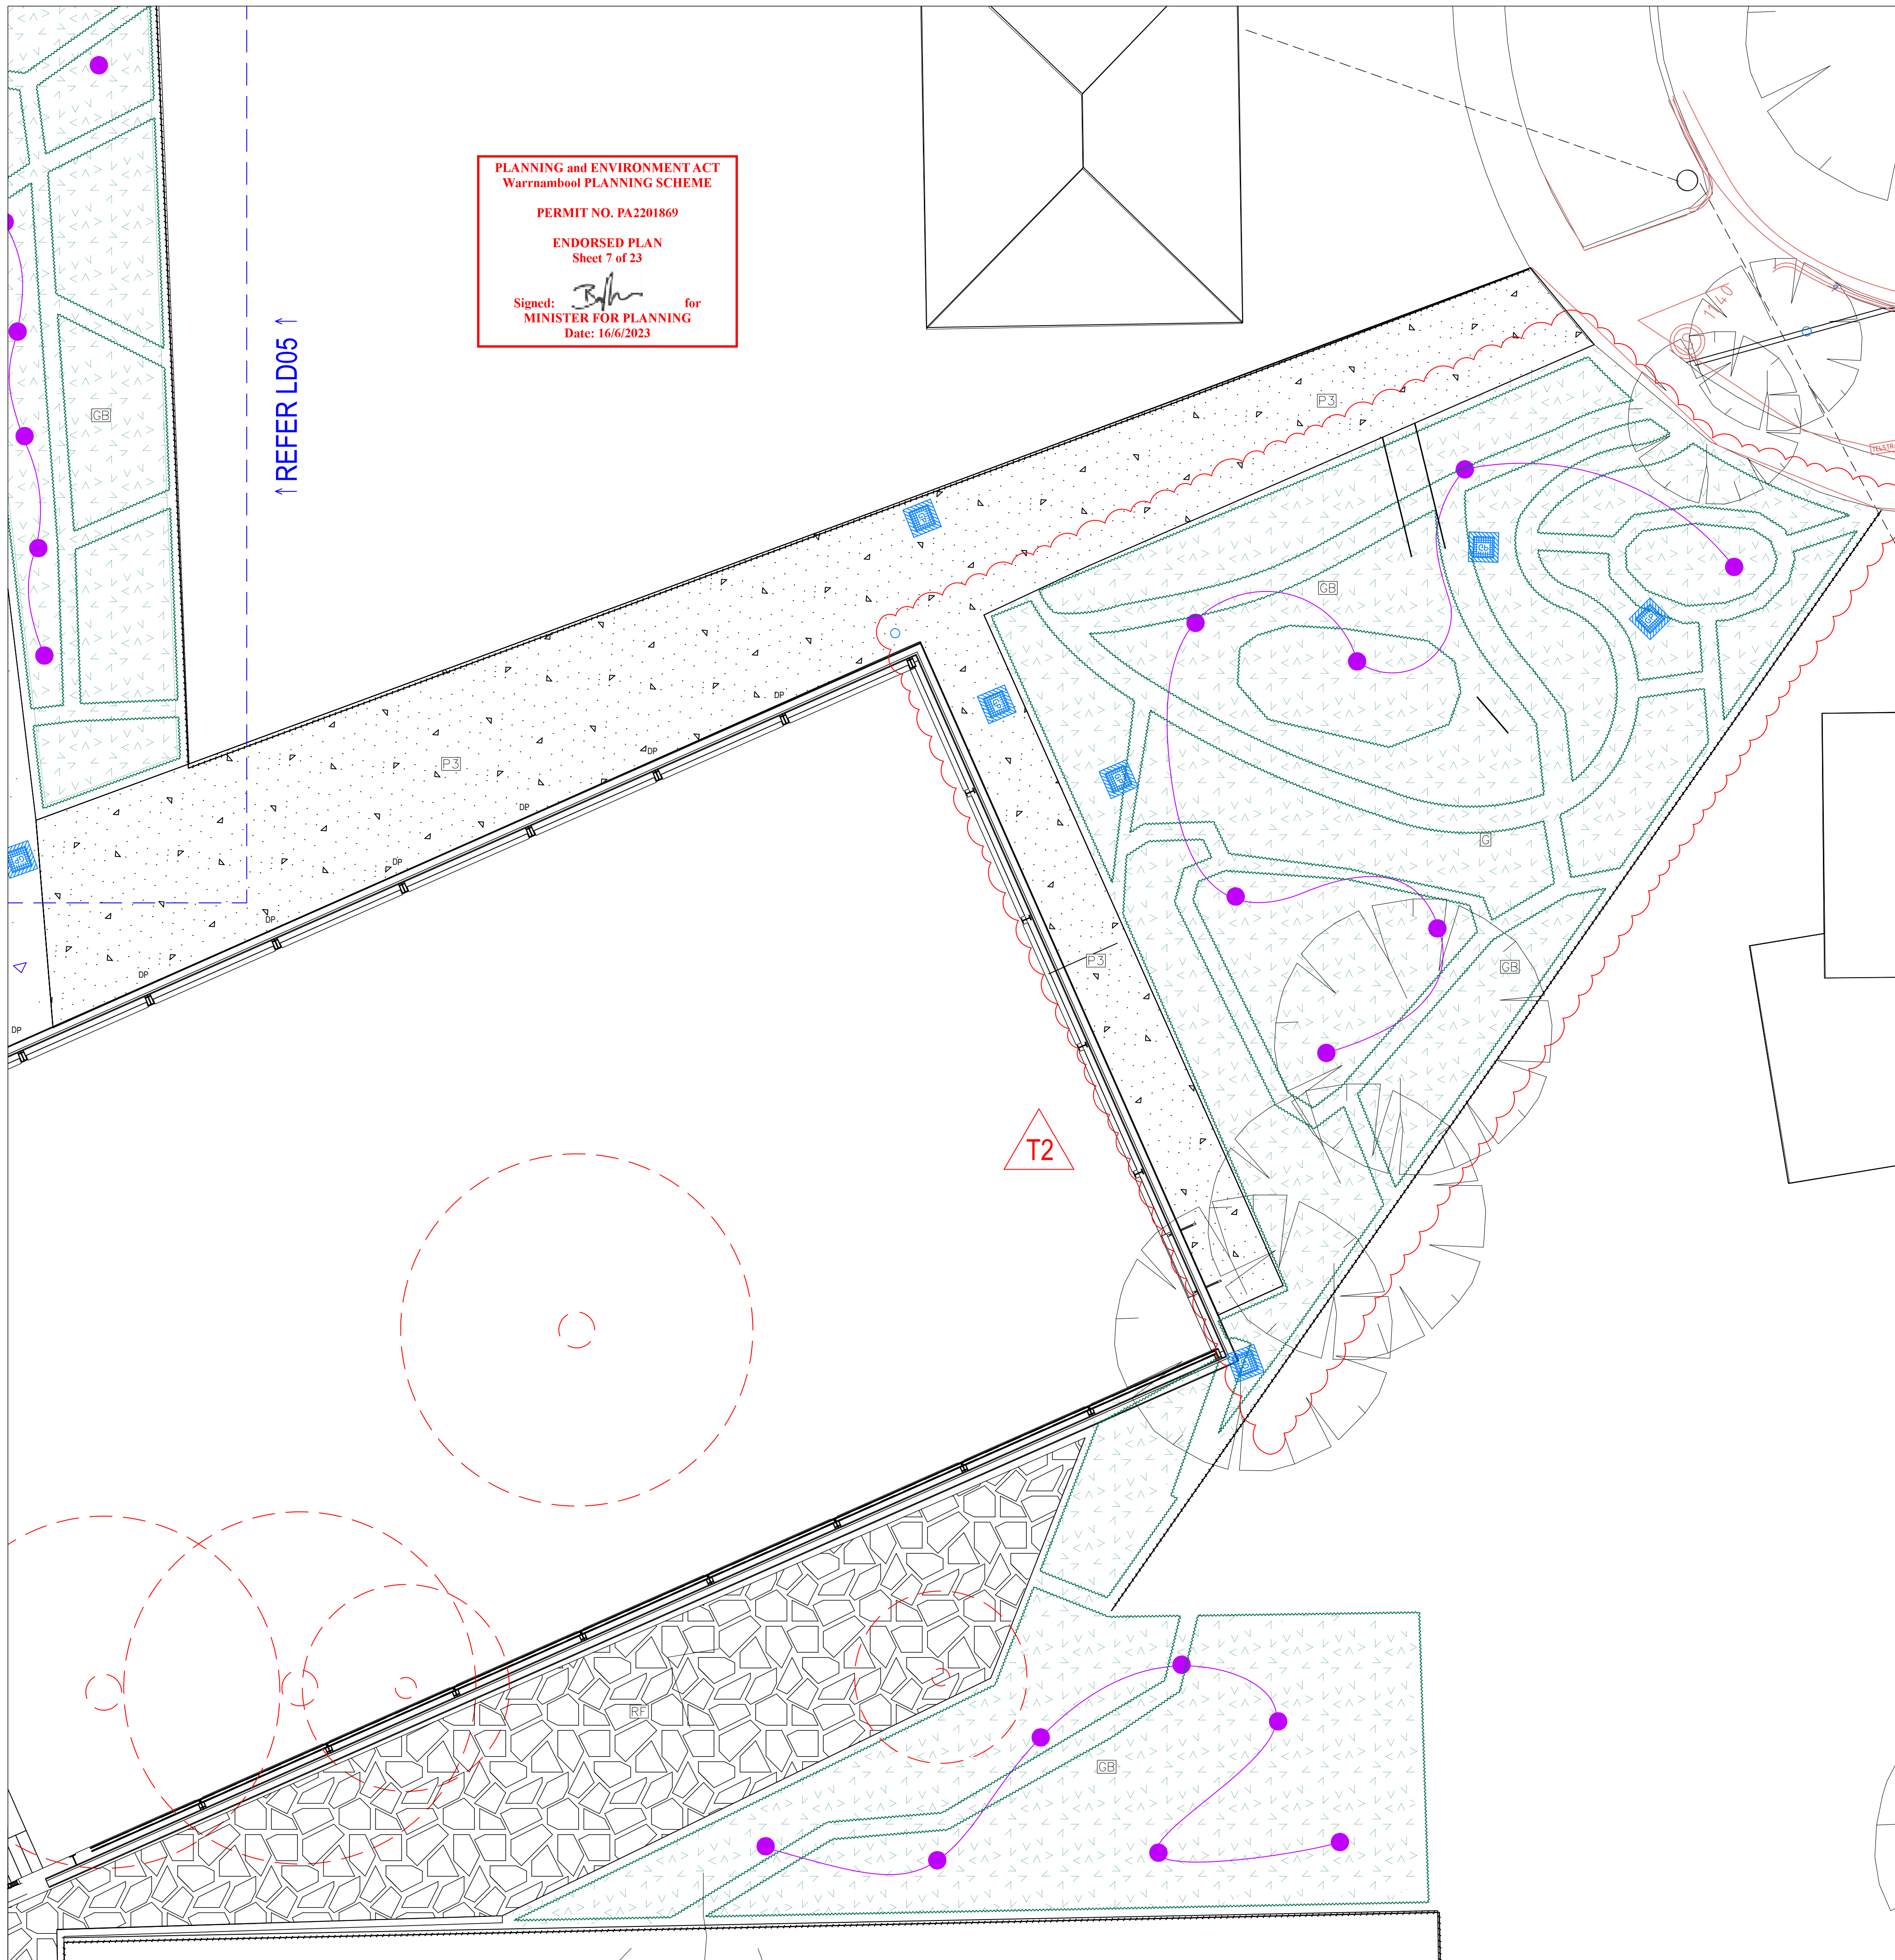 PLANNING and ENVIRONMENT ACT
Warrnambool PLANNING SCHEME
PERMIT NO. PA2201869
ENDORSED PLAN
Sheet 7 of 23
Signed: for
MINISTER FOR PLANNING
Date: 16/6/2023
REFER LD05
GB
P3
1140
GB
P3
DP
DP
DP
DP
DP
DP
DP
G
GB
P3
T2
RF
GB